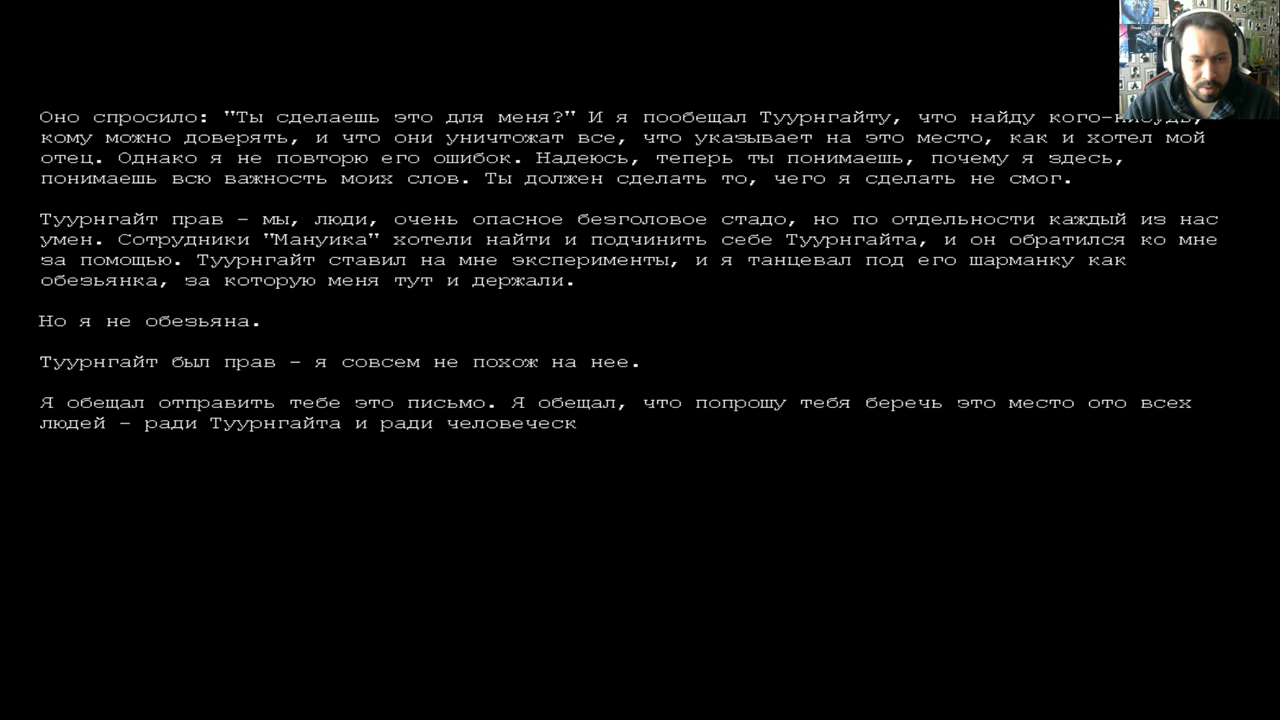 Оно спросило: "Ты сделаешь это для меня?" И я пообещал Туурнгайту, что найду кого-нибудь,
кому можно доверять, и что они уничтожат все, что указывает на это место, как и хотел мой
отец. Однако я не повторю его ошибок. Надеюсь, теперь ты понимаешь, почему я здесь,
понимаешь всю важность моих слов. Ты должен сделать то, чего я сделать не смог.
Туурнгайт прав - мы, люди, очень опасное безголовое стадо, но по отдельности каждый из нас
умен. Сотрудники "Мануика" хотели найти и подчинить себе Туурнгайта, и он обратился ко мне
за помощью. Туурнгайт ставил на мне эксперименты, и я танцевал под его шарманку как
обезьянка, за которую меня тут и держали.
Но я не обезьяна.
Туурнгайт был прав - я совсем не похож на нее.
Я обещал отправить тебе это письмо. Я обещал, что попрошу тебя беречь это место ото всех
людей - ради Туурнгайта и ради человеческ